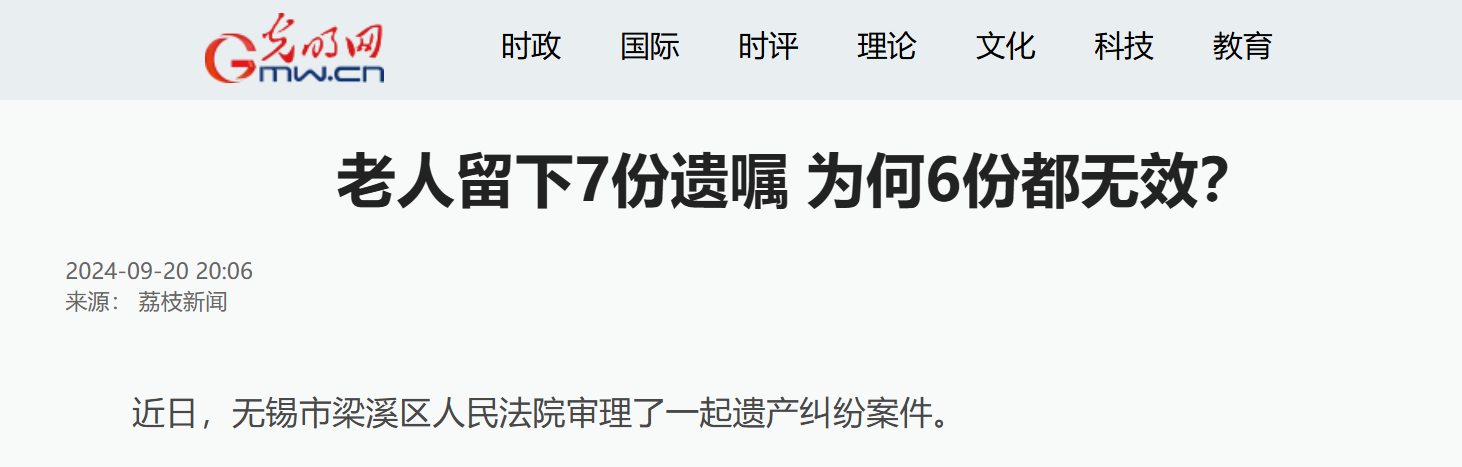 光明网
Gmw.cn
时政 国际 时评 理论 文化 科技 教育
老人留下7份遗嘱 为何6份都无效?
2024-09-20 20:06
来源： 荔枝新闻
近日，无锡市梁溪区人民法院审理了一起遗产纠纷案件。